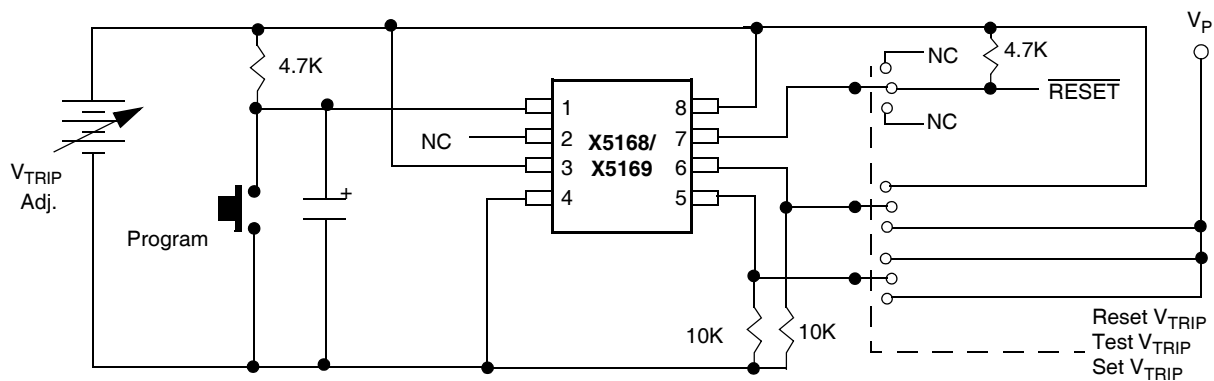 V_P
NC
4.7K
4.7K
RESET
NC
1
8
NC
2
7
X5168/
X5169
3
6
4
5
V_TRIP
Adj.
+
Program
10K
10K
Reset V_TRIP
Test V_TRIP
Set V_TRIP